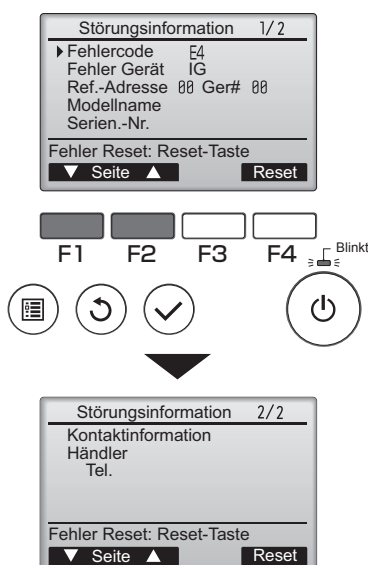 Störungsinformation 1/2
Fehlercode E4
Fehler Gerät IG
Ref.-Adresse 00 Ger# 00
Modellname
Serien.-Nr.
Fehler Reset: Reset-Taste
▼ Seite ▲ Reset
F1 F2 F3 F4
Blinkt
Störungsinformation 2/2
Kontaktinformation
Händler
Tel.
Fehler Reset: Reset-Taste
▼ Seite ▲ Reset